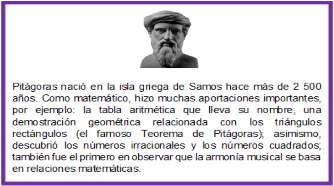 Pitágoras nació en la isla griega de Samos hace más de 2 500
años. Como matemático, hizo muchas aportaciones importantes,
por ejemplo: la tabla aritmética que lleva su nombre, una
demostración geométrica relacionada con los triángulos
rectángulos (el famoso Teorema de Pitágoras); asimismo,
descubrió los números irracionales y los números cuadrados;
también fue el primero en observar que la armonía musical se basa
en relaciones matemáticas.